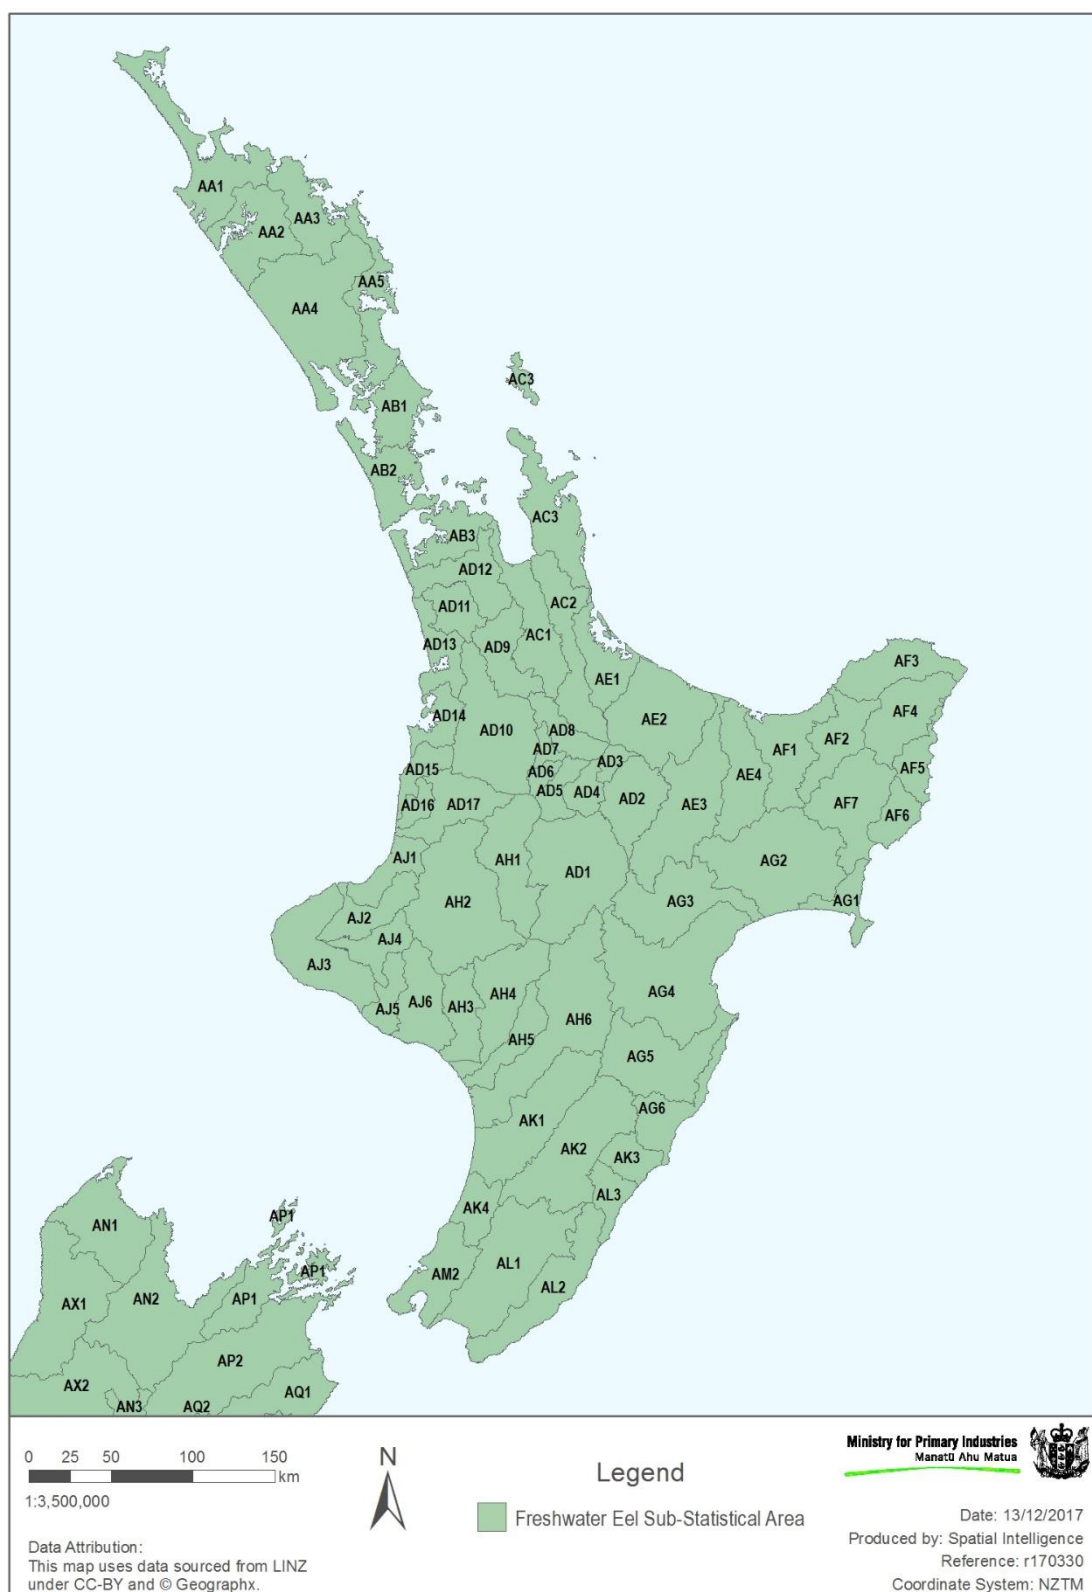 AA1
AA3
AA2
AA5
AA4
AC3
AB1
AB2
AC3
AB3
AD12
AC2
AD11
AC1
AD13
AD9
AF3
AE1
AF4
AD14
AE2
AD10
AD8
AF2
AD7
AF1
AD3
AF5
AD15
AD6
AE4
AD5
AD4
AD2
AE3
AF7
AD16
AD17
AF6
AJ1
AH1
AG2
AD1
AH2
AG3
AG1
AJ2
AJ4
AJ3
AG4
AH4
AJ6
AH3
AJ5
AH6
AH5
AG5
AG6
AK1
AK2
AK3
AL3
AK4
AP1
AN1
AL1
AP1
AM2
AL2
AN2
AP1
AX1
AP2
AX2
AQ1
AN3
AQ2
0 25 50 100 150
km
1:3,500,000
N
Legend
Freshwater Eel Sub-Statistical Area
Ministry for Primary Industries
Manatū Ahu Matua
Data Attribution:
This map uses data sourced from LINZ
under CC-BY and © Geographx.
Date: 13/12/2017
Produced by: Spatial Intelligence
Reference: r170330
Coordinate System: NZTM